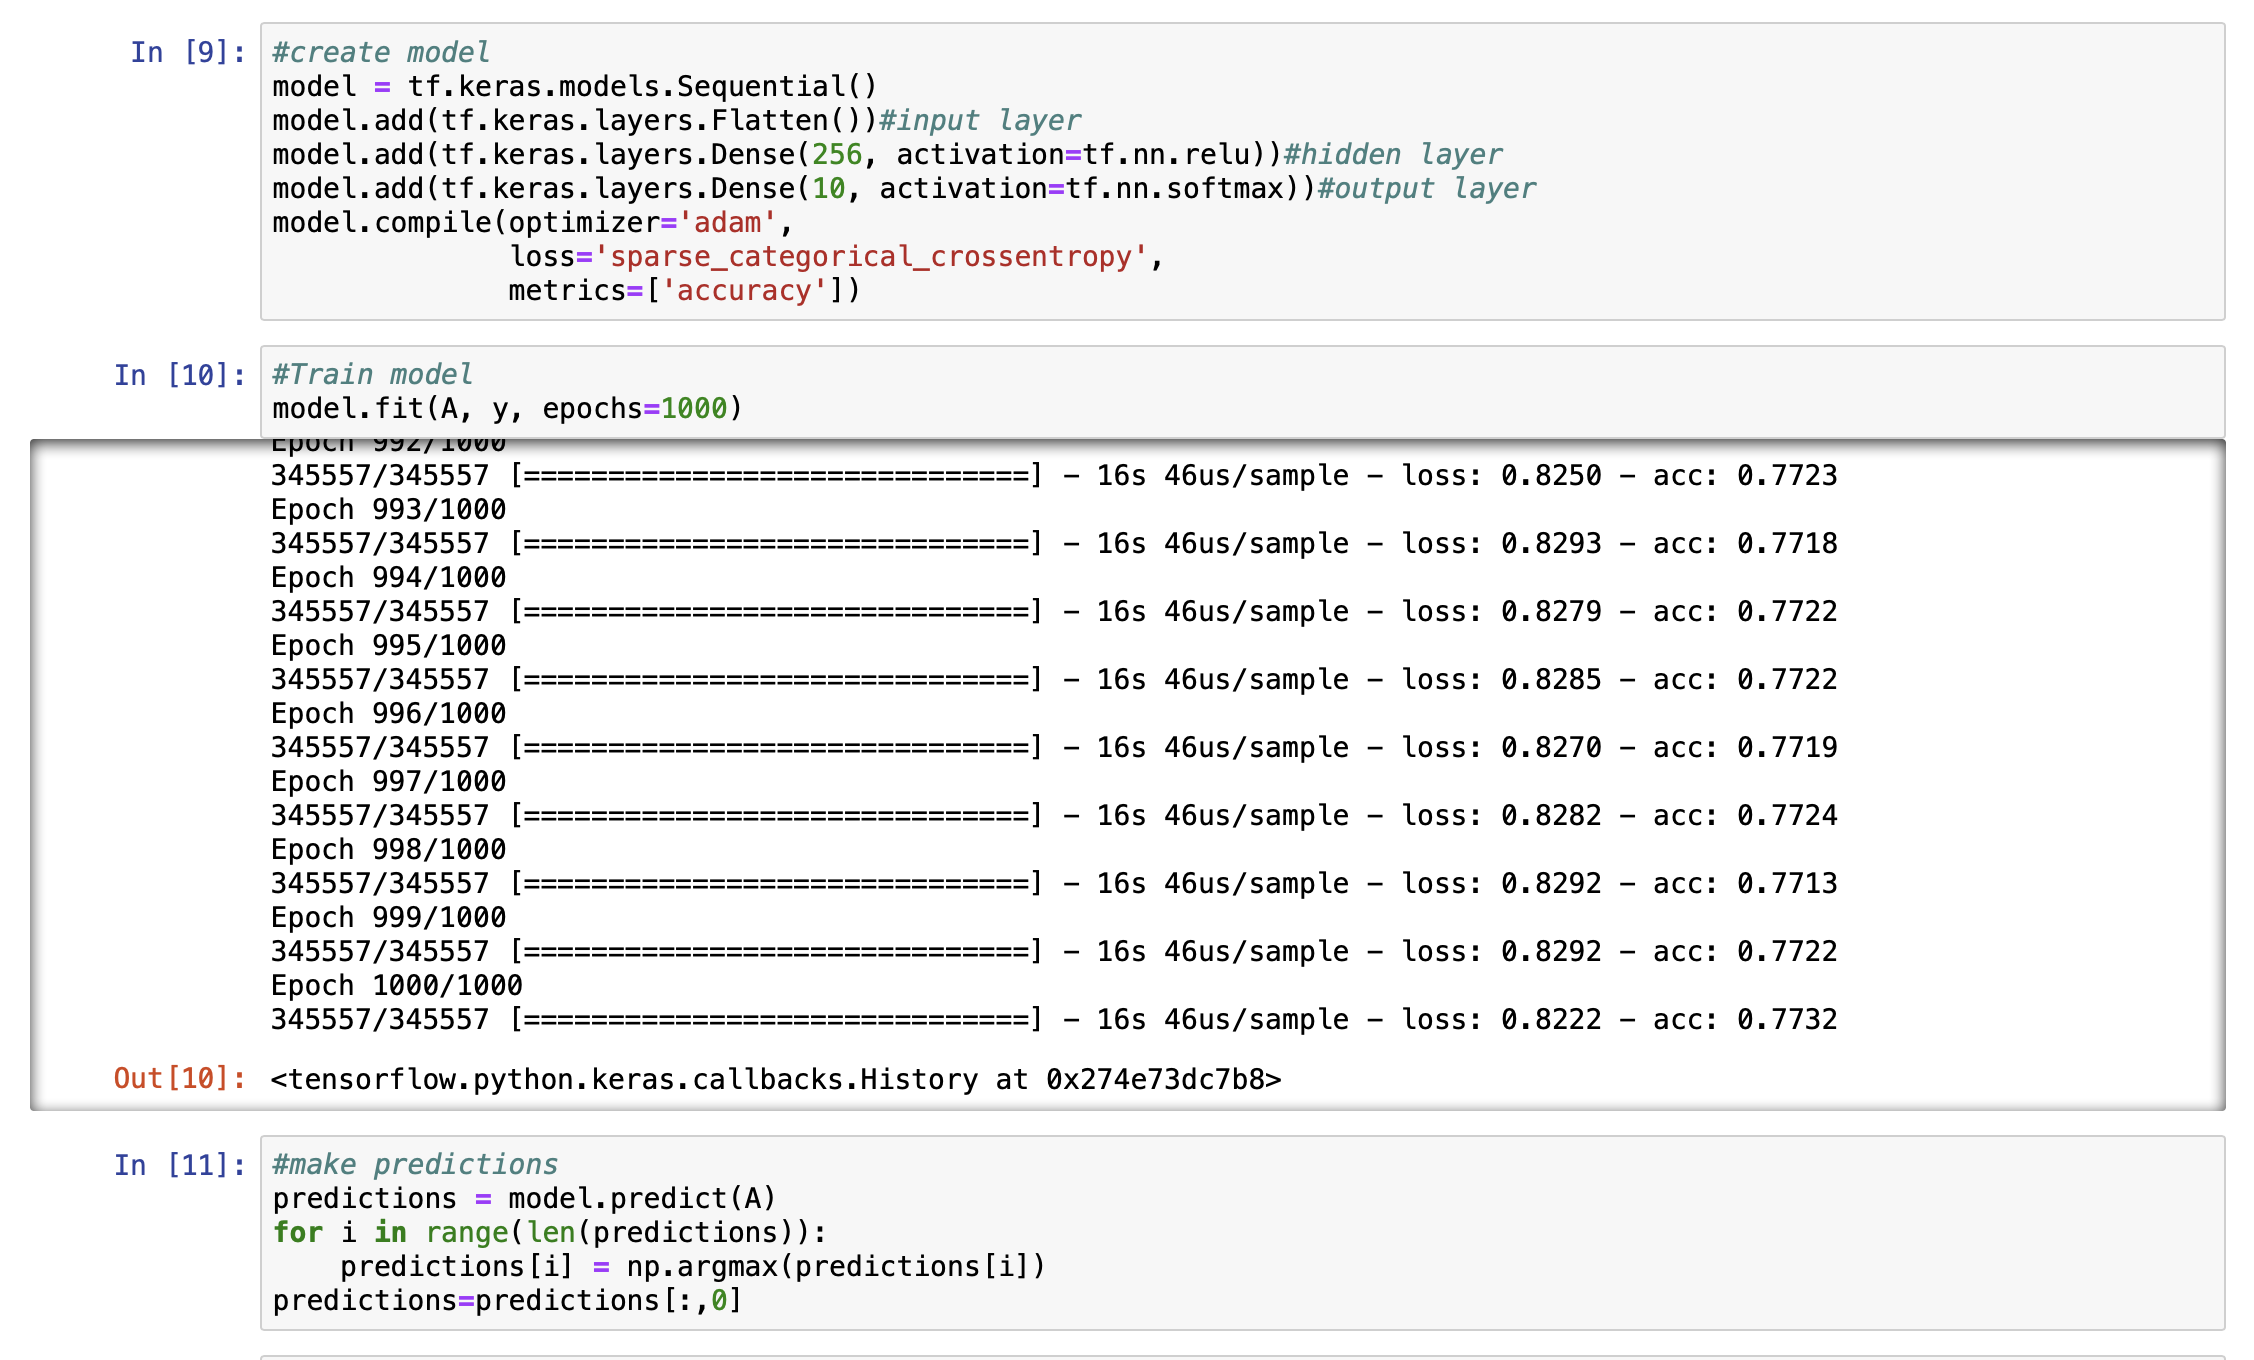 In [9]:
#create model
model = tf.keras.models.Sequential()
model.add(tf.keras.layers.Flatten())#input layer
model.add(tf.keras.layers.Dense(256, activation=tf.nn.relu))#hidden layer
model.add(tf.keras.layers.Dense(10, activation=tf.nn.softmax))#output layer
model.compile(optimizer='adam',
              loss='sparse_categorical_crossentropy',
              metrics=['accuracy'])
In [10]:
#Train model
model.fit(A, y, epochs=1000)
Epoch 992/1000
345557/345557 [==============================] - 16s 46us/sample - loss: 0.8250 - acc: 0.7723
Epoch 993/1000
345557/345557 [==============================] - 16s 46us/sample - loss: 0.8293 - acc: 0.7718
Epoch 994/1000
345557/345557 [==============================] - 16s 46us/sample - loss: 0.8279 - acc: 0.7722
Epoch 995/1000
345557/345557 [==============================] - 16s 46us/sample - loss: 0.8285 - acc: 0.7722
Epoch 996/1000
345557/345557 [==============================] - 16s 46us/sample - loss: 0.8270 - acc: 0.7719
Epoch 997/1000
345557/345557 [==============================] - 16s 46us/sample - loss: 0.8282 - acc: 0.7724
Epoch 998/1000
345557/345557 [==============================] - 16s 46us/sample - loss: 0.8292 - acc: 0.7713
Epoch 999/1000
345557/345557 [==============================] - 16s 46us/sample - loss: 0.8292 - acc: 0.7722
Epoch 1000/1000
345557/345557 [==============================] - 16s 46us/sample - loss: 0.8222 - acc: 0.7732
Out[10]: <tensorflow.python.keras.callbacks.History at 0x274e73dc7b8>
In [11]:
#make predictions
predictions = model.predict(A)
for i in range(len(predictions)):
    predictions[i] = np.argmax(predictions[i])
predictions=predictions[:,0]